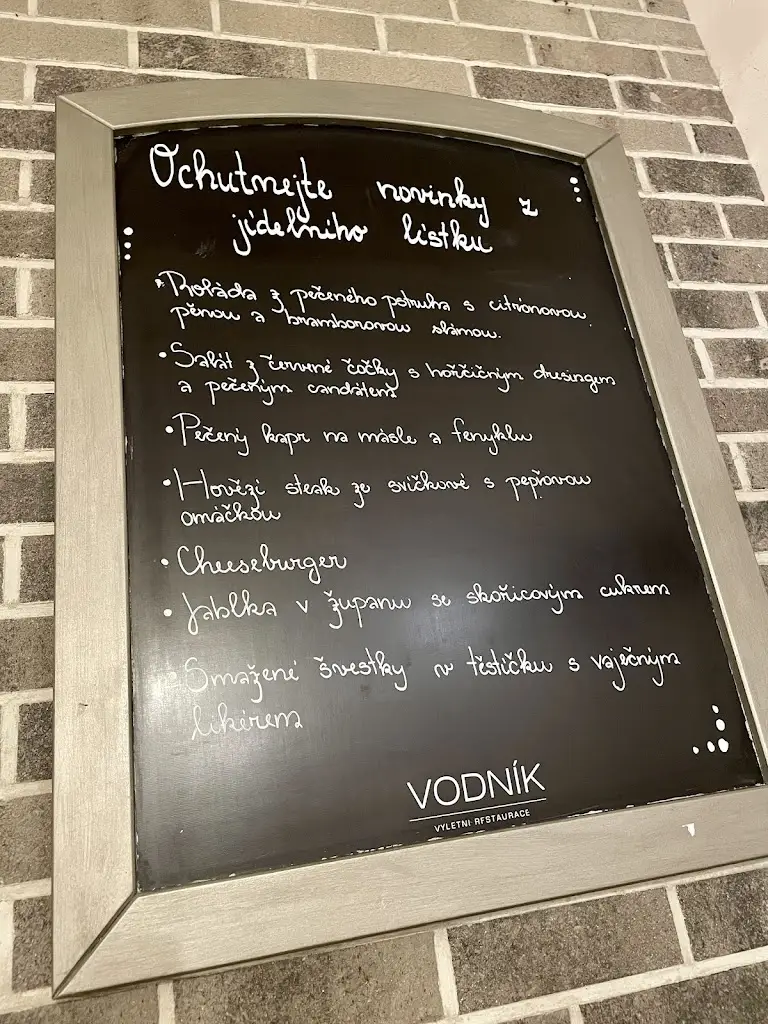 Ochutnejte novinky z
jídelního lístku
• Roláda z pečeného pstruha s citrónovou
pěnou a bramborovou slámou.
• Salát z červené čočky s hořčičným dresingem
a pečeným candátem
• Pečený kapr na másle a fenyklu
• Hovězí steak ze svíčkové s pepřovou
omáčkou
• Cheeseburger
• Jablka v županu se skořicovým cukrem
Smažené švestky v těstíčku s vaječným
likérem
VODNÍK
VÝLETNÍ RESTAURACE